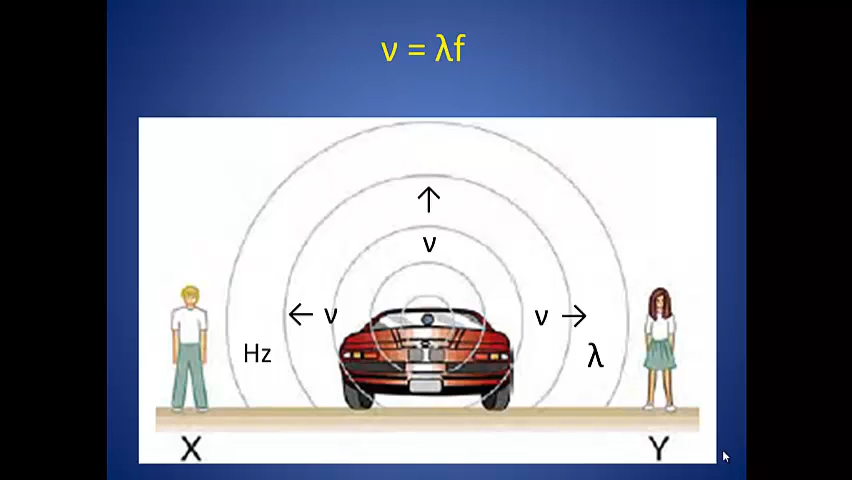 ν = λf
↑
ν
← ν
ν →
Hz
λ
X
Y